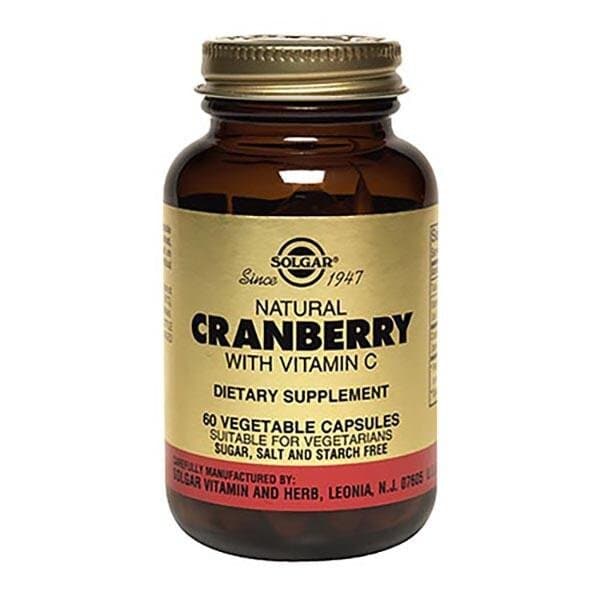 SOLGAR®
Since 1947
NATURAL
CRANBERRY
WITH VITAMIN C
DIETARY SUPPLEMENT
60 VEGETABLE CAPSULES
SUITABLE FOR VEGETARIANS
SUGAR, SALT AND STARCH FREE
CAREFULLY MANUFACTURED BY:
SOLGAR VITAMIN AND HERB, LEONIA, N.J. 07605